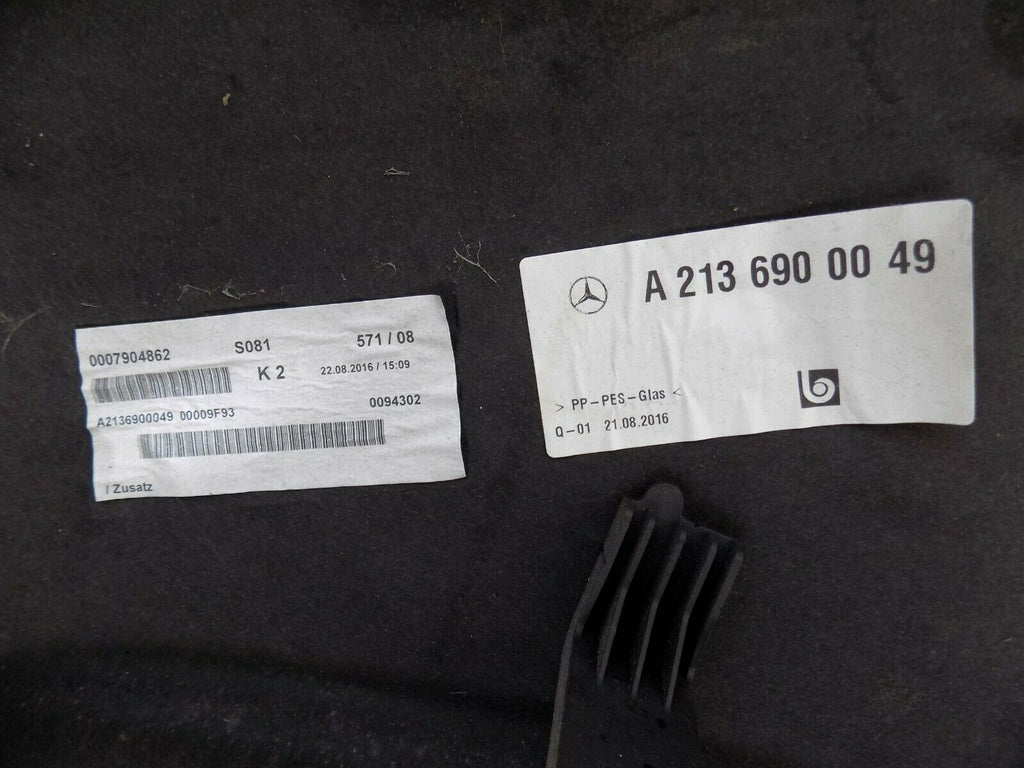 0007904862 S081 571 / 08
K 2 22.08.2016 / 15:09
A2136900049 00009F93 0094302
/ Zusatz
A 213 690 00 49
> PP-PES-Glas <
Q-01 21.08.2016